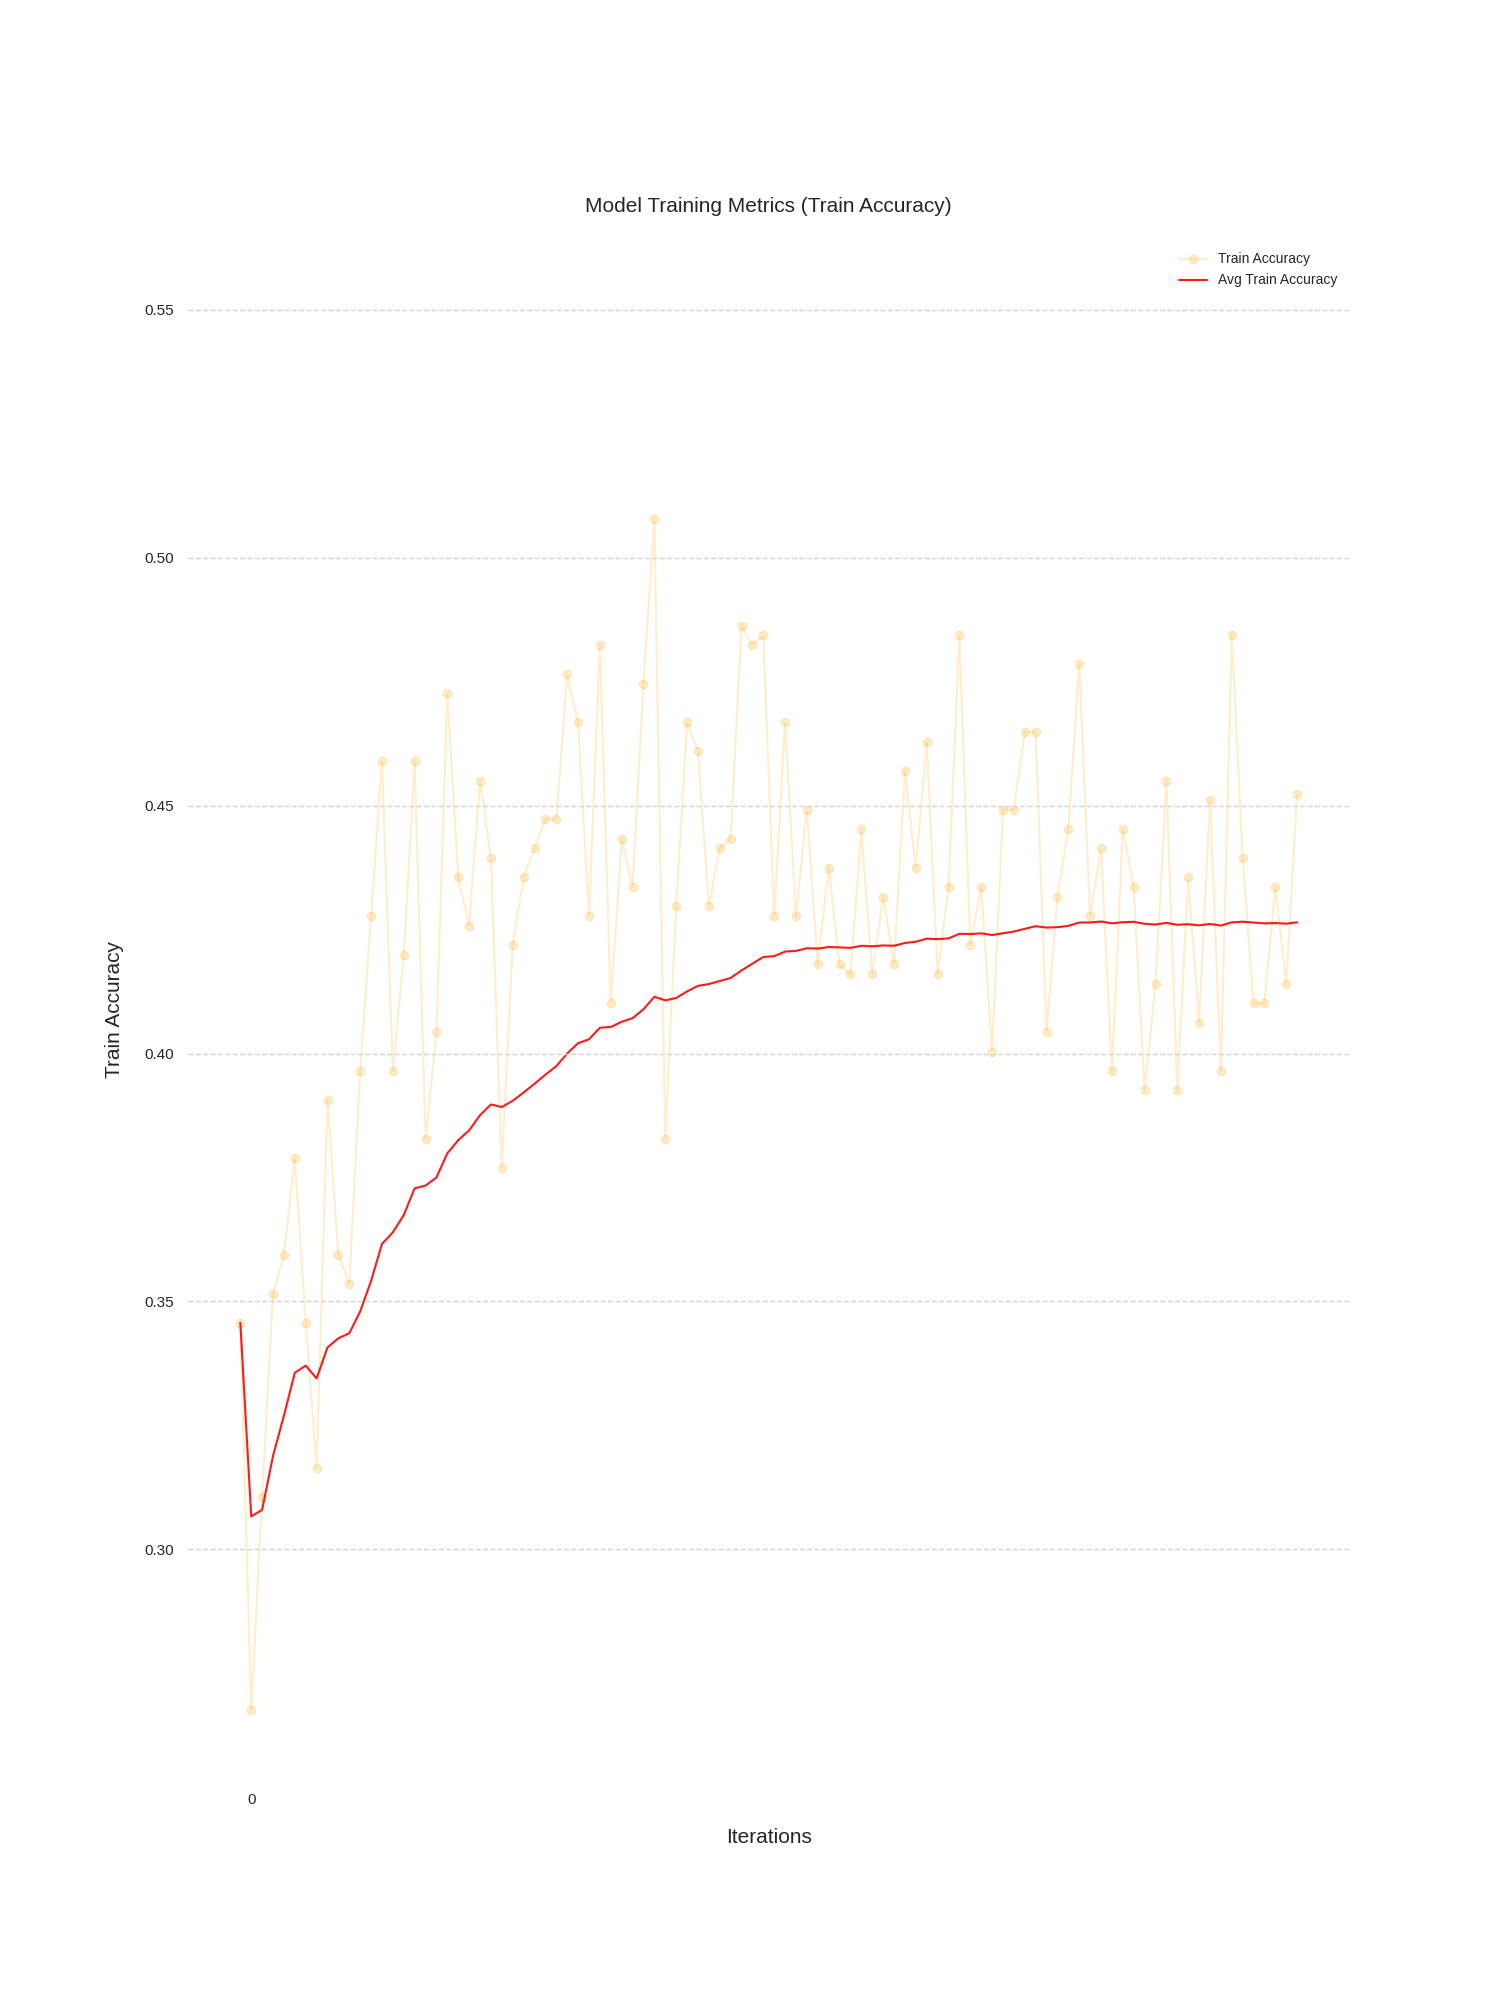 Model Training Metrics (Train Accuracy)
Train Accuracy
Avg Train Accuracy
0.55
0.50
0.45
0.40
0.35
0.30
Train Accuracy
0
Iterations